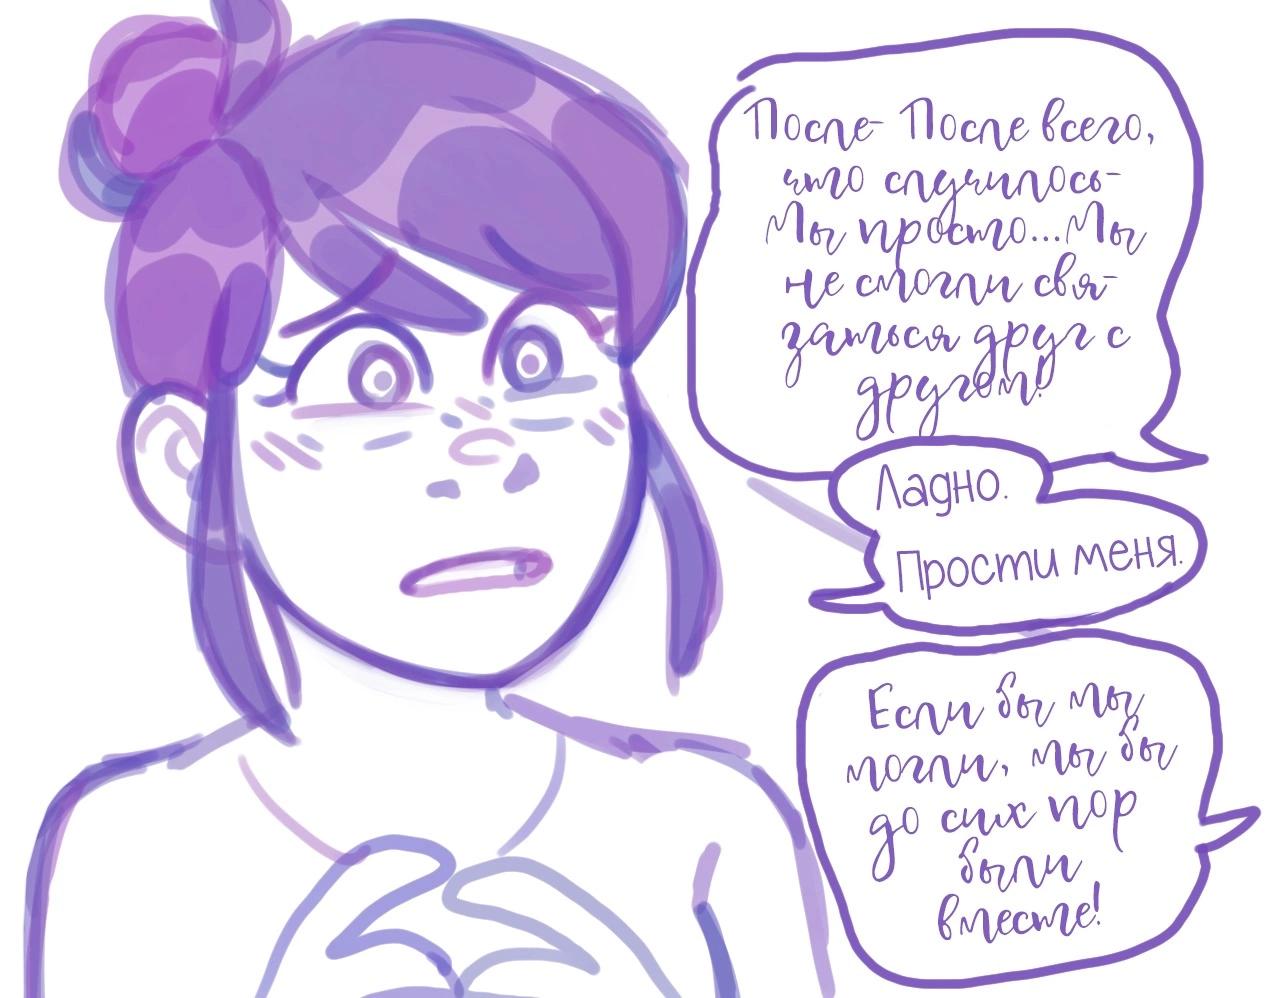 После- После всего,
что случилось-
Мы просто...Мы
не смогли свя-
заться друг с
другом!
Ладно.
Прости меня.
Если бы мы
могли, мы бы
до сих пор
были
вместе!